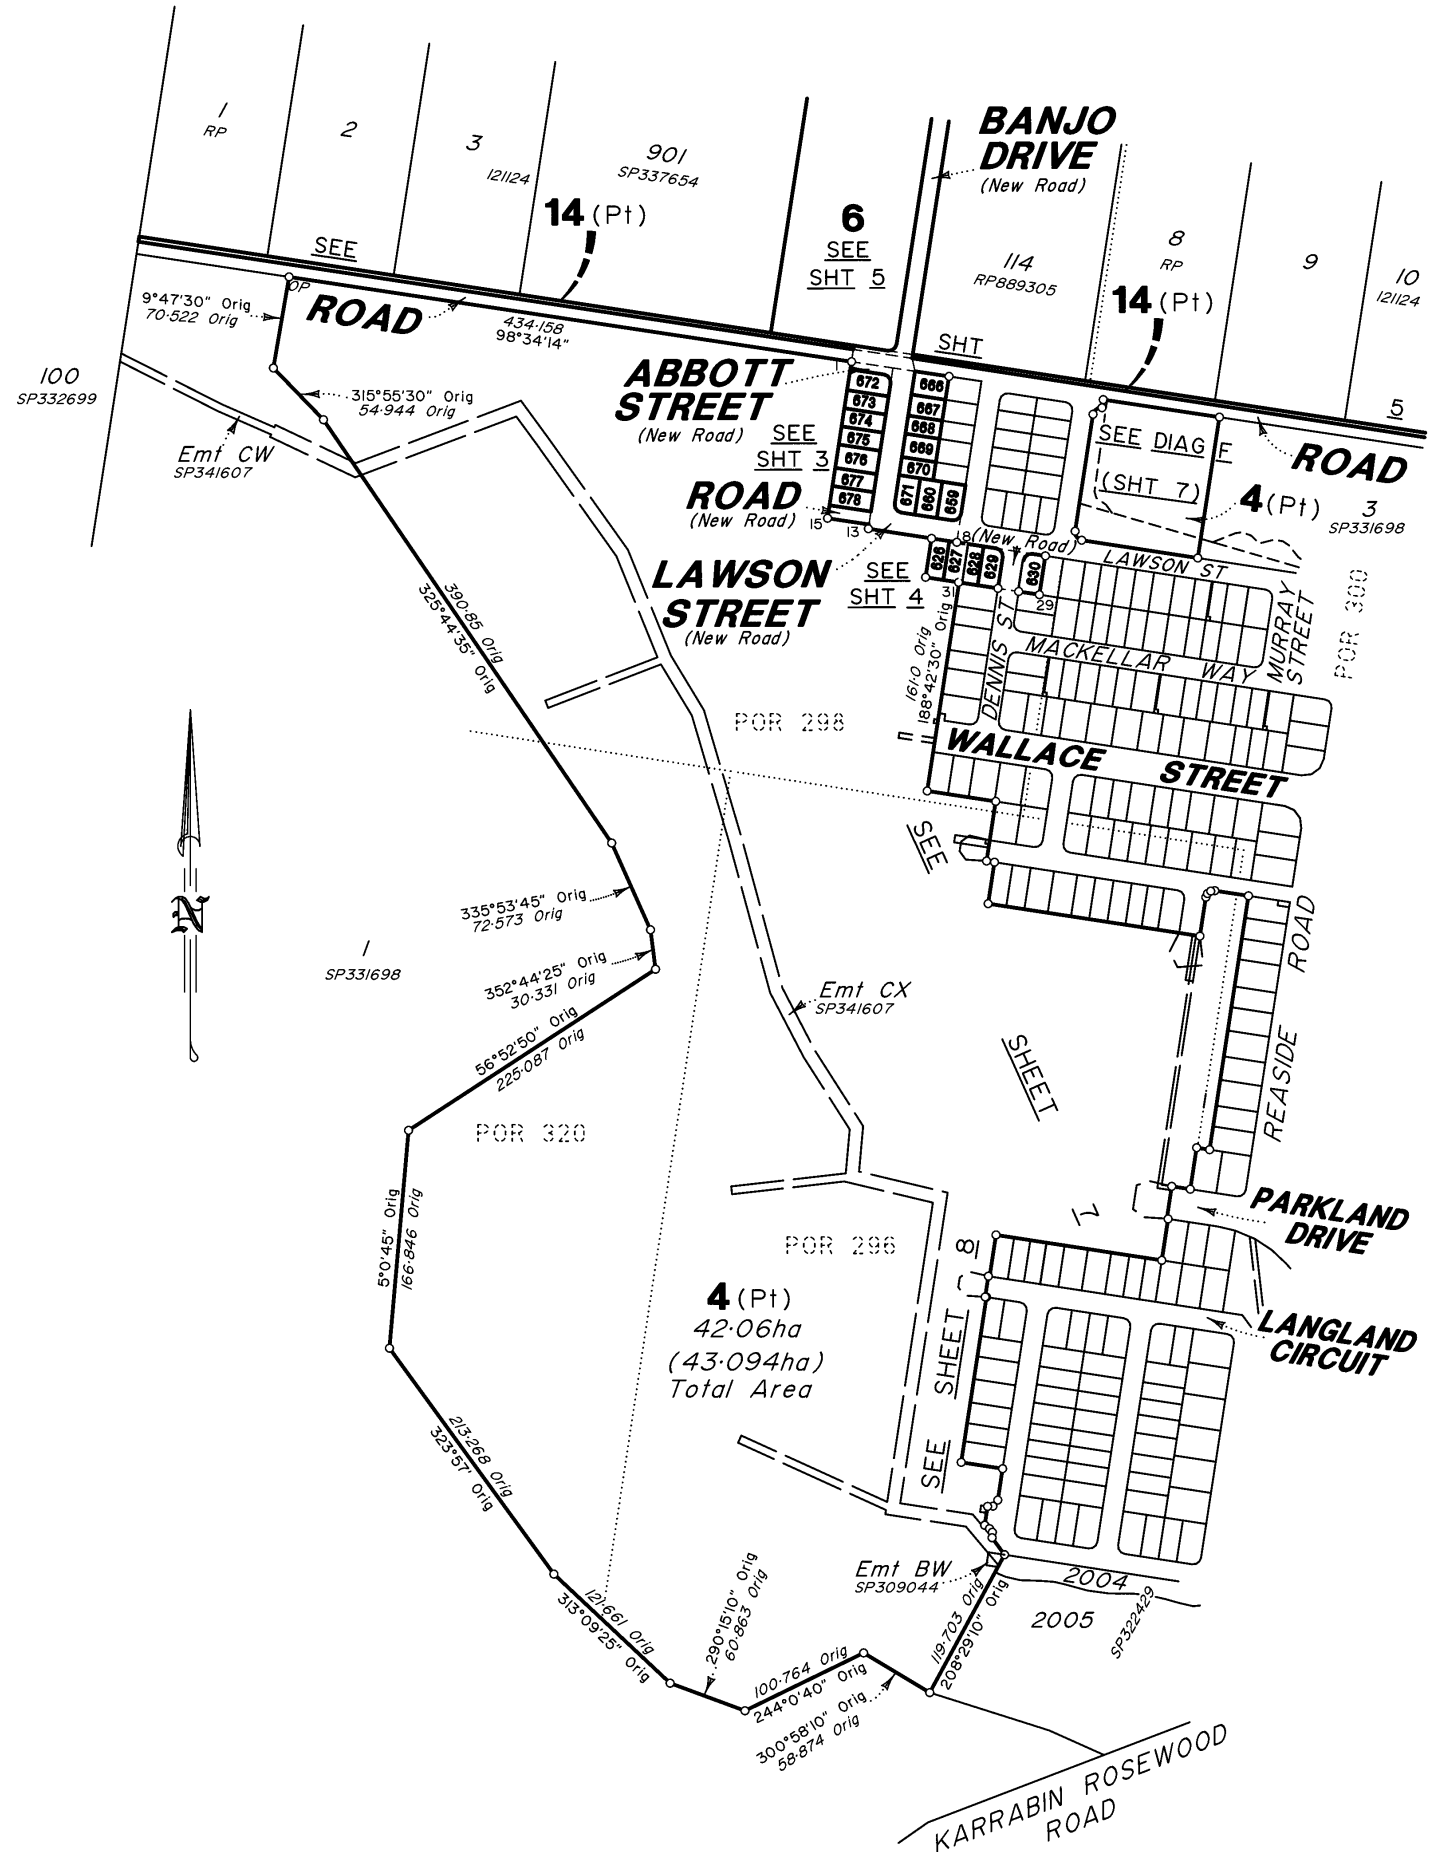 1
RP
2
3
121124
901
SP337654
14 (Pt)
6
SEE
SHT 5
BANJO
DRIVE
(New Road)
114
RP889305
8
RP
9
10
121124
14 (Pt)
SEE
SHT
5
OP
ROAD
9°47'30" Orig
70·522 Orig
434·158
98°34'14"
100
SP332699
315°55'30" Orig
54·944 Orig
Emt CW
SP341607
1
ABBOTT
STREET
(New Road)
SEE
SHT 3
ROAD
(New Road)
15
13
672
673
674
675
676
677
678
666
667
668
669
670
671
660
659
SEE DIAG F
(SHT 7)
ROAD
4 (Pt)
3
SP331698
LAWSON
STREET
(New Road)
SEE
SHT 4
8
(New Road)
626
627
628
629
630
31
29
LAWSON ST
MURRAY
STREET
POR 300
161·0 Orig
188°42'30" Orig
DENNIS ST
MACKELLAR WAY
390·85 Orig
325°44'35" Orig
POR 298
WALLACE STREET
SEE
SHEET
7
N
335°53'45" Orig
72·573 Orig
1
SP331698
352°44'25" Orig
30·331 Orig
56°52'50" Orig
225·087 Orig
Emt CX
SP341607
REASIDE ROAD
POR 320
5°0'45" Orig
166·846 Orig
PARKLAND
DRIVE
POR 296
4 (Pt)
42·06ha
(43·094ha)
Total Area
SEE SHEET 8
LANGLAND
CIRCUIT
213·268 Orig
323°57' Orig
121·661 Orig
313°09'25" Orig
290°15'10" Orig
60·863 Orig
Emt BW
SP309044
2004
2005
SP322429
119·703 Orig
208°29'10" Orig
100·764 Orig
244°0'40" Orig
300°58'10" Orig
58·874 Orig
KARRABIN ROSEWOOD
ROAD